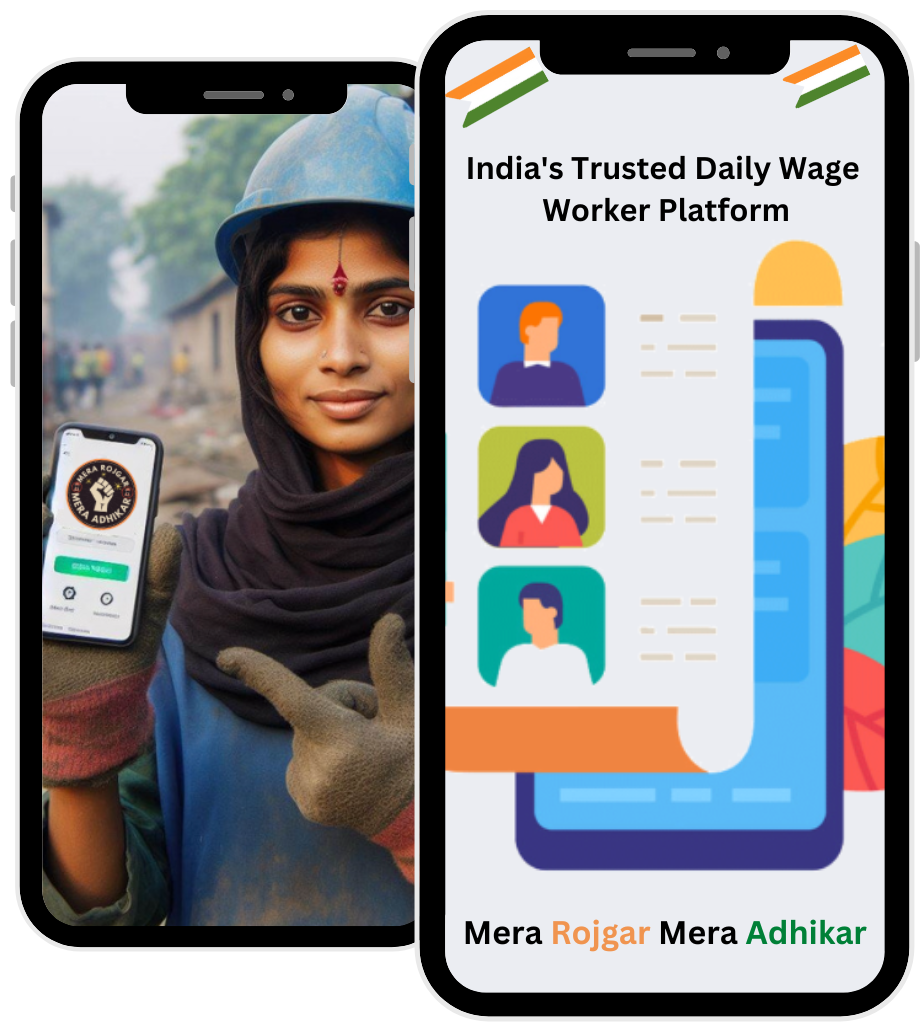 MERA ROJGAR
MERA ADHIKAR
India's Trusted Daily Wage
Worker Platform
Mera Rojgar Mera Adhikar